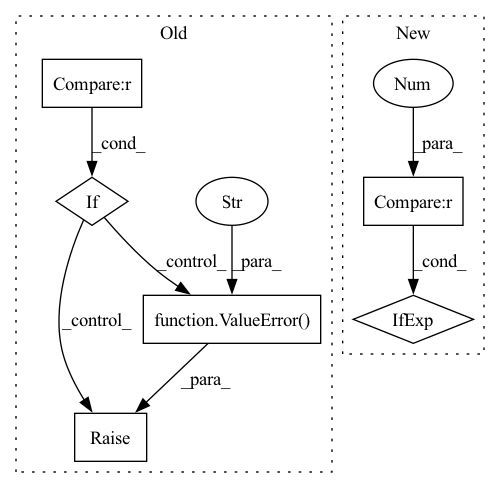 Old
New
Compare:r
Num
_cond_
_para_
If
Str
Compare:r
_control_
_para_
_cond_
_control_
function.ValueError()
IfExp
_para_
Raise